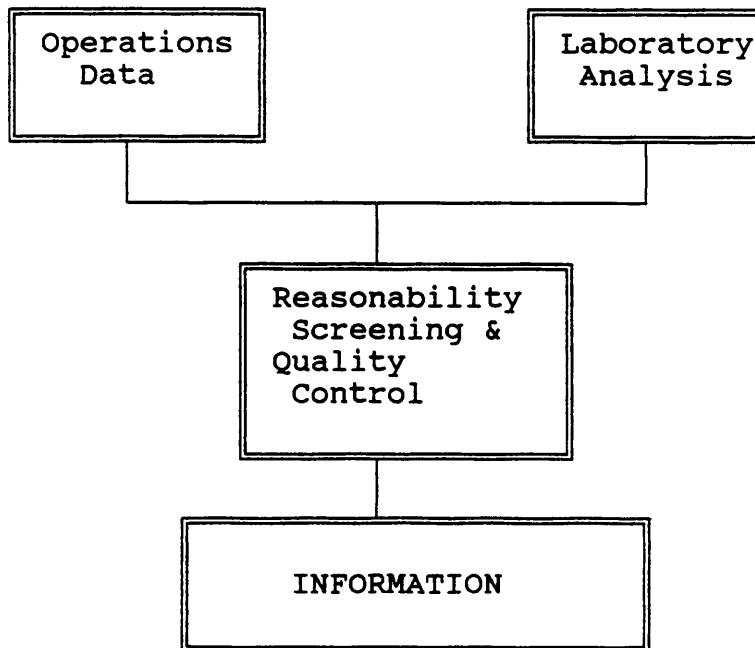 Operations
Data
Laboratory
Analysis
Reasonability
Screening &
Quality
Control
INFORMATION